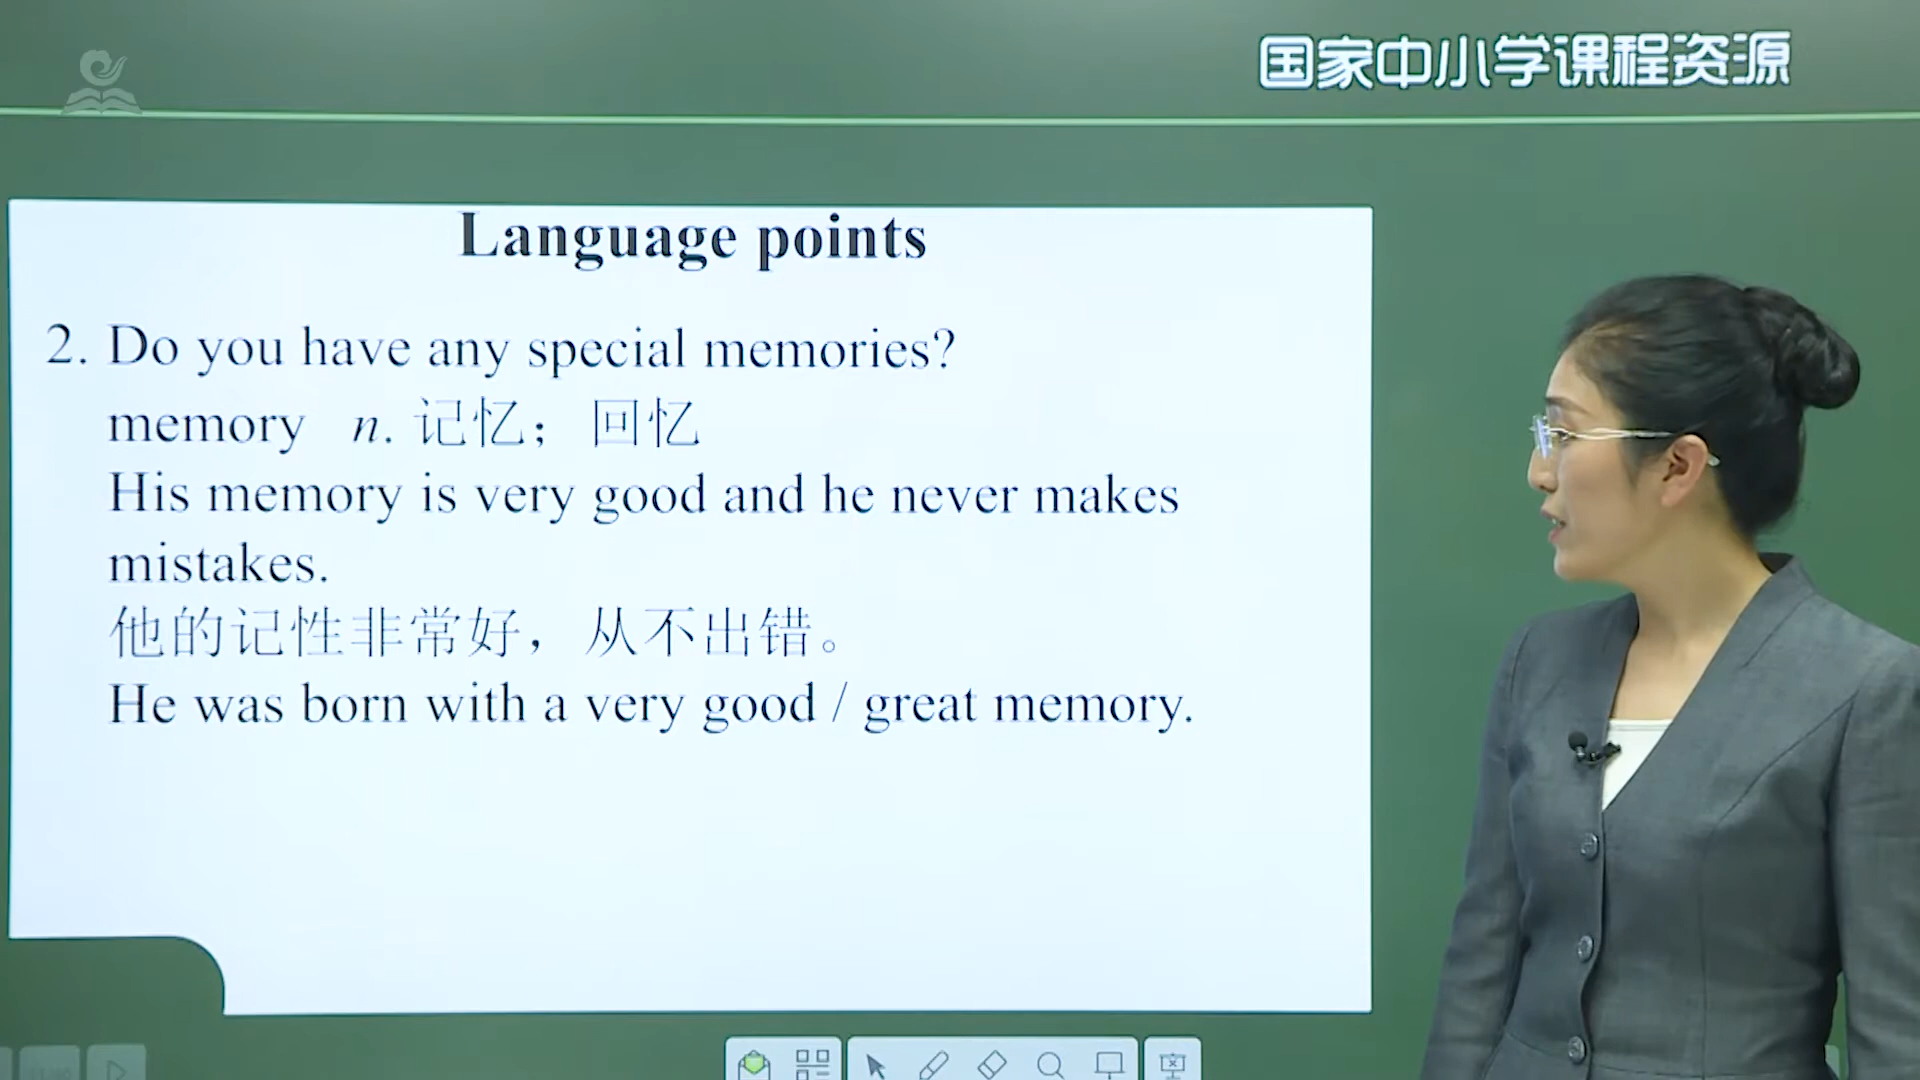 国家中小学课程资源
Language points
2. Do you have any special memories?
memory n. 记忆；回忆
His memory is very good and he never makes
mistakes.
他的记性非常好，从不出错。
He was born with a very good / great memory.